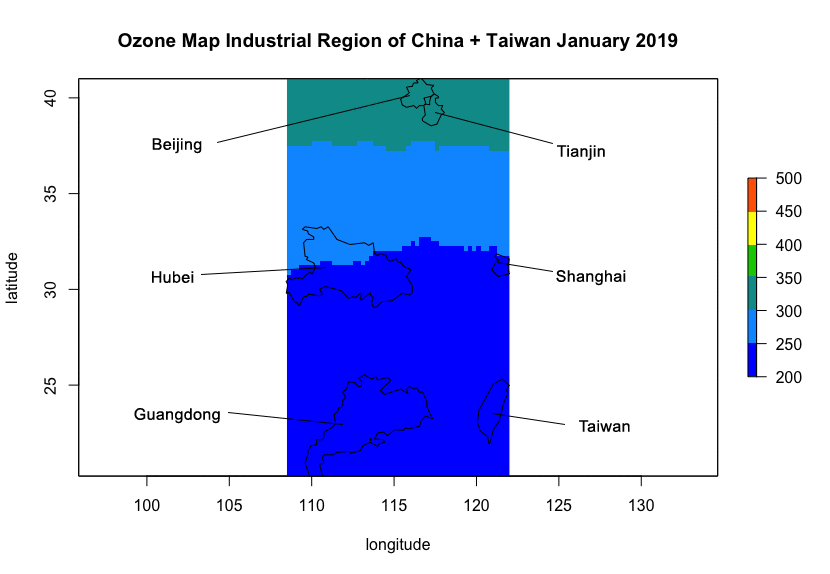 Ozone Map Industrial Region of China + Taiwan January 2019
latitude
40
35
30
25
Beijing
Tianjin
Hubei
Shanghai
Guangdong
Taiwan
500
450
400
350
300
250
200
100 105 110 115 120 125 130
longitude